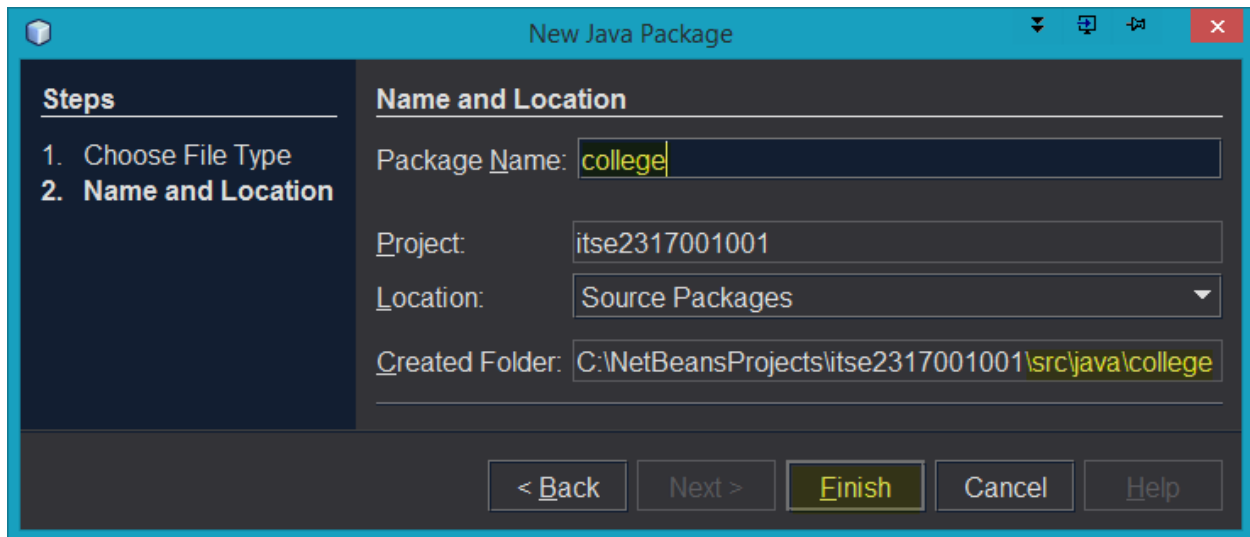 New Java Package
Steps
1. Choose File Type
2. Name and Location
Name and Location
Package Name: college
Project: itse2317001001
Location: Source Packages
Created Folder: C:\NetBeansProjects\itse2317001001\src\java\college
< Back Next > Finish Cancel Help